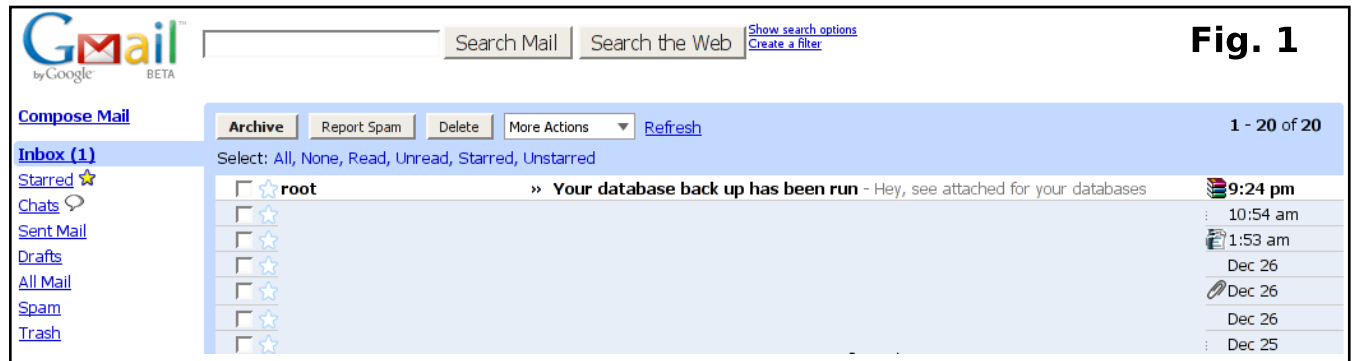 Gmail™
by Google BETA
Search Mail Search the Web Show search options
Create a filter
Fig. 1
Compose Mail
Archive Report Spam Delete More Actions Refresh 1 - 20 of 20
Inbox (1)
Select: All, None, Read, Unread, Starred, Unstarred
Starred
root » Your database back up has been run - Hey, see attached for your databases 9:24 pm
Chats
10:54 am
Sent Mail
1:53 am
Drafts
Dec 26
All Mail
Dec 26
Spam
Dec 26
Trash
Dec 25